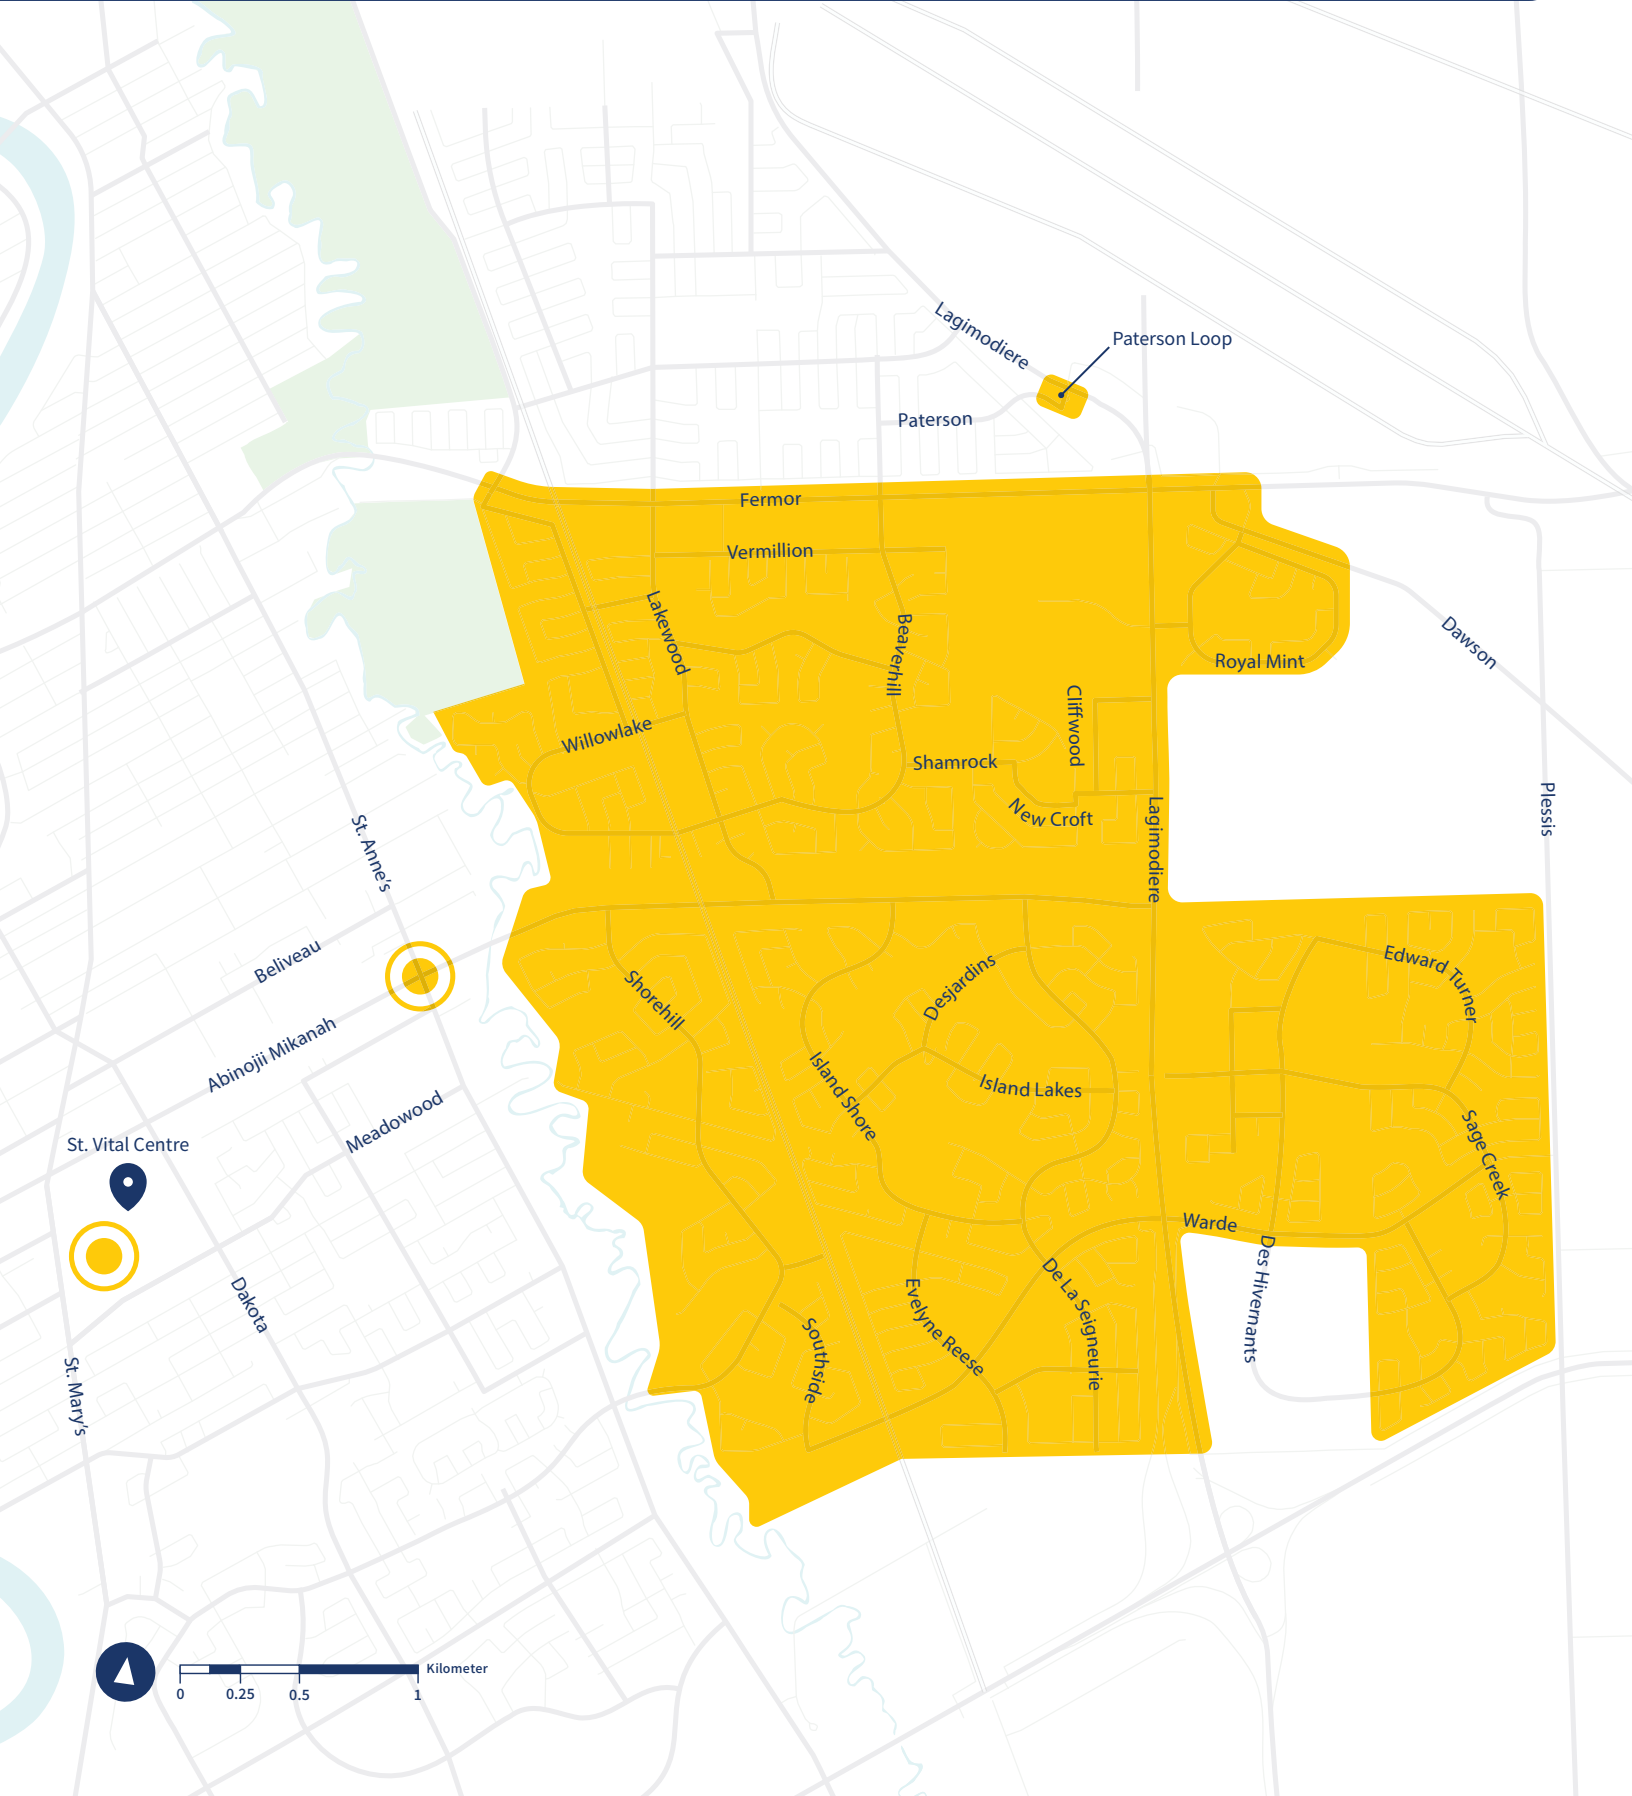 Lagimodiere
Paterson Loop
Paterson
Fermor
Vermillion
Lakewood
Beaverhill
Dawson
Royal Mint
Cliffwood
Willowlake
Shamrock
New Croft
Lagimodiere
Plessis
St. Anne's
Beliveau
Edward Turner
Desjardins
Shorehill
Abinoji Mikanah
Island Shore
Island Lakes
Meadowood
St. Vital Centre
Sage Creek
Warde
Des Hivernants
De La Seigneurie
Evelyne Reese
Dakota
Southside
St. Mary's
Kilometer
0 0.25 0.5 1